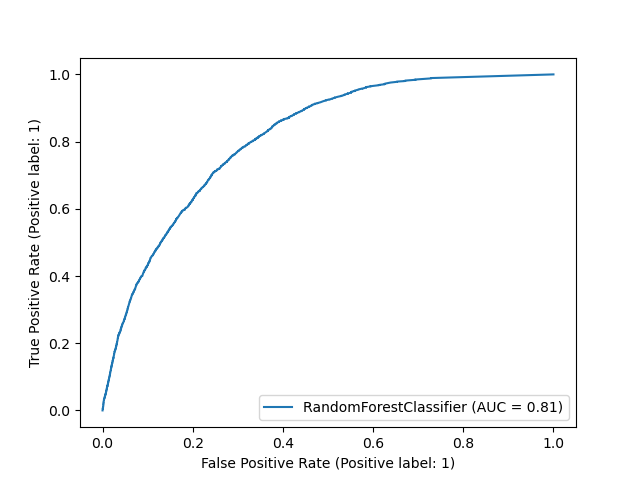 1.0
0.8
0.6
0.4
0.2
0.0
True Positive Rate (Positive label: 1)
RandomForestClassifier (AUC = 0.81)
0.0 0.2 0.4 0.6 0.8 1.0
False Positive Rate (Positive label: 1)